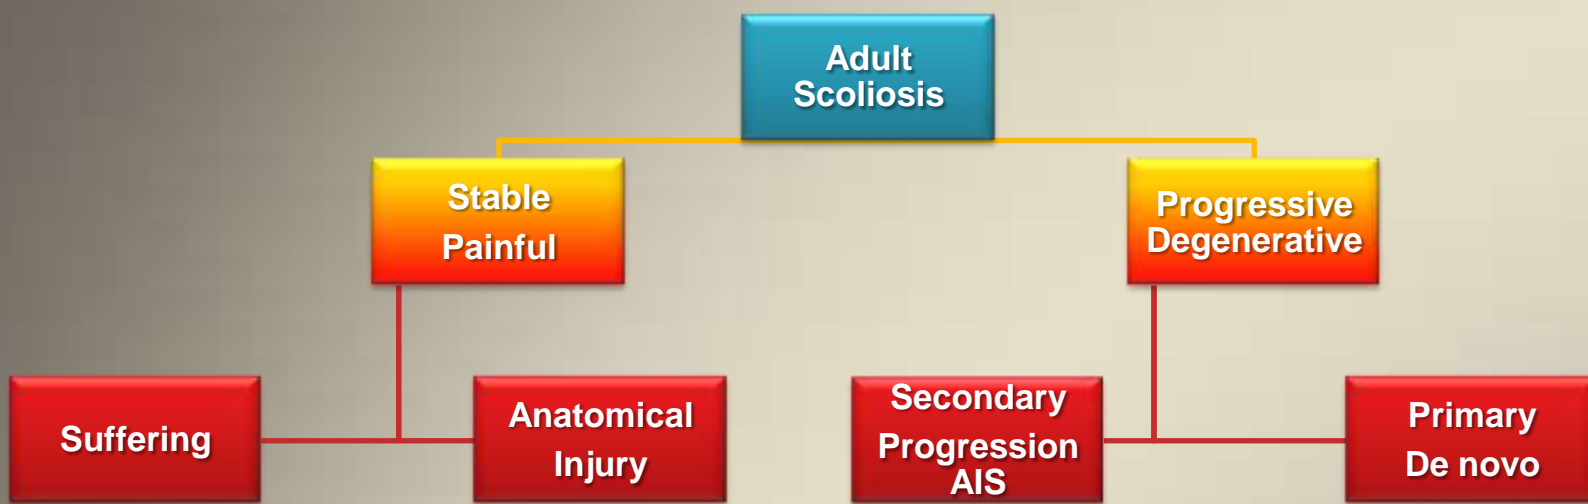 Adult
Scoliosis
Stable
Painful
Progressive
Degenerative
Suffering
Anatomical
Injury
Secondary
Progression
AIS
Primary
De novo